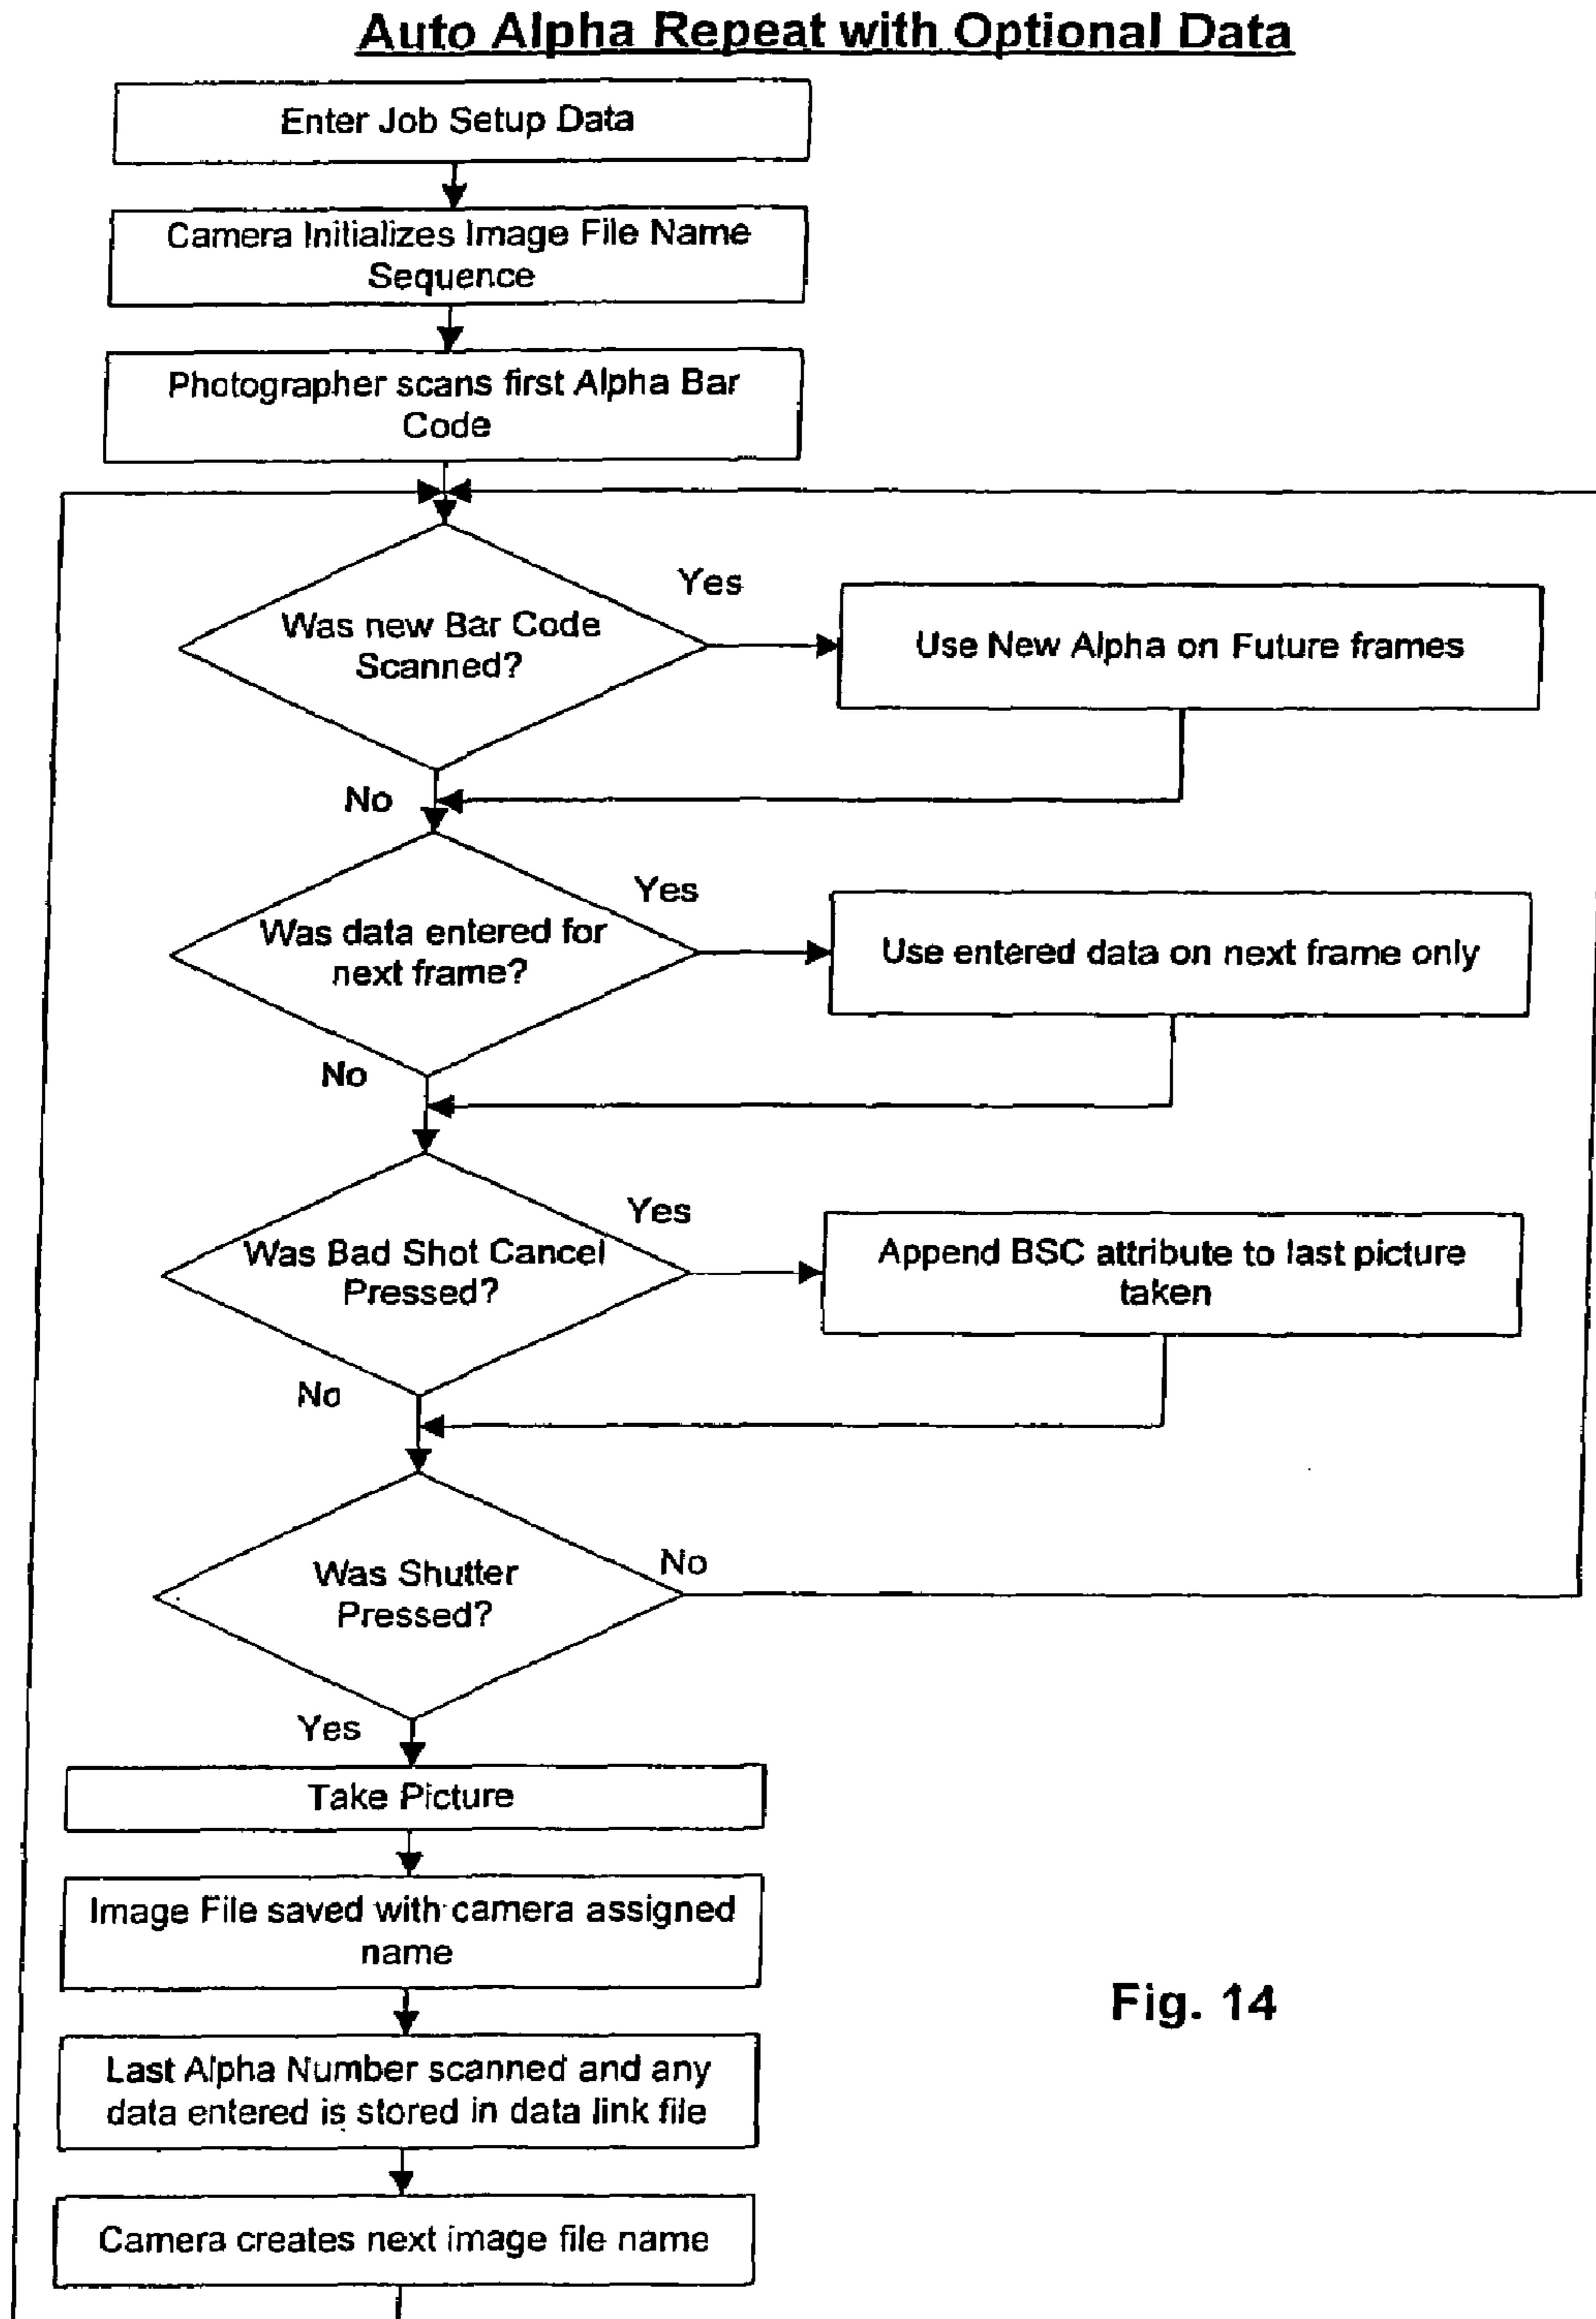 Auto Alpha Repeat with Optional Data
Enter Job Setup Data
Camera Initializes Image File Name
Sequence
Photographer scans first Alpha Bar
Code
Was new Bar Code
Scanned?
Yes
Use New Alpha on Future frames
No
Was data entered for
next frame?
Yes
Use entered data on next frame only
No
Was Bad Shot Cancel
Pressed?
Yes
Append BSC attribute to last picture
taken
No
Was Shutter
Pressed?
No
Yes
Take Picture
Image File saved with camera assigned
name
Last Alpha Number scanned and any
data entered is stored in data link file
Camera creates next image file name
Fig. 14